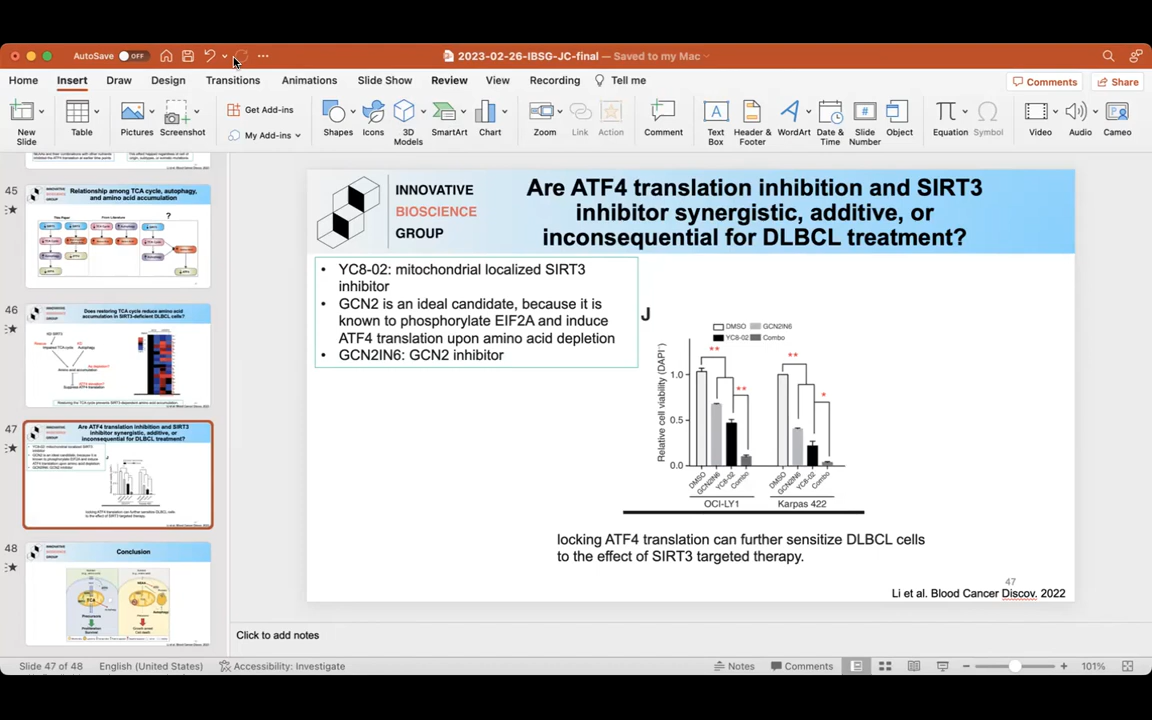 AutoSave OFF
2023-02-26-IBSG-JC-final — Saved to my Mac
Home Insert Draw Design Transitions Animations Slide Show Review View Recording Tell me
Comments Share
New Slide
Table
Pictures
Screenshot
Get Add-ins
My Add-ins
Shapes
Icons
3D Models
SmartArt
Chart
Zoom
Link
Action
Comment
Text Box
Header & Footer
WordArt
Date & Time
Slide Number
Object
Equation
Symbol
Video
Audio
Cameo
45
Relationship among TCA cycle, autophagy,
and amino acid accumulation
?
46
Does restoring TCA cycle reduce amino acid
accumulation in SIRT3-deficient DLBCL cells?
Amino acid accumulation
Suppress ATF4 translation
47
Are ATF4 translation inhibition and SIRT3
inhibitor synergistic, additive, or
inconsequential for DLBCL treatment?
48
Conclusion
INNOVATIVE
BIOSCIENCE
GROUP
Are ATF4 translation inhibition and SIRT3
inhibitor synergistic, additive, or
inconsequential for DLBCL treatment?
• YC8-02: mitochondrial localized SIRT3
inhibitor
• GCN2 is an ideal candidate, because it is
known to phosphorylate EIF2A and induce
ATF4 translation upon amino acid depletion
• GCN2IN6: GCN2 inhibitor
J
DMSO GCN2IN6
YC8-02 Combo
Relative cell viability (DAPI⁻)
1.0
0.5
0.0
** ** ** *
DMSO GCN2IN6 YC8-02 Combo DMSO GCN2IN6 YC8-02 Combo
OCI-LY1 Karpas 422
locking ATF4 translation can further sensitize DLBCL cells
to the effect of SIRT3 targeted therapy.
47
Li et al. Blood Cancer Discov. 2022
Click to add notes
Slide 47 of 48 English (United States) Accessibility: Investigate
Notes Comments 101%